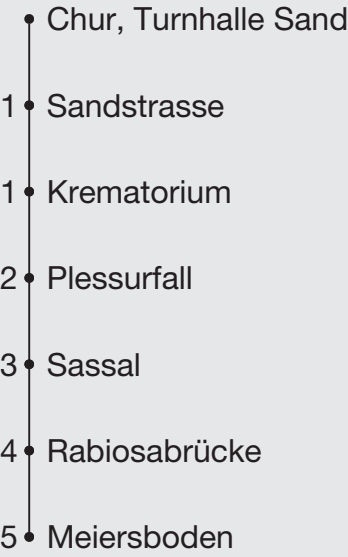 Chur, Turnhalle Sand
1 Sandstrasse
1 Krematorium
2 Plessurfall
3 Sassal
4 Rabiosabrücke
5 Meiersboden